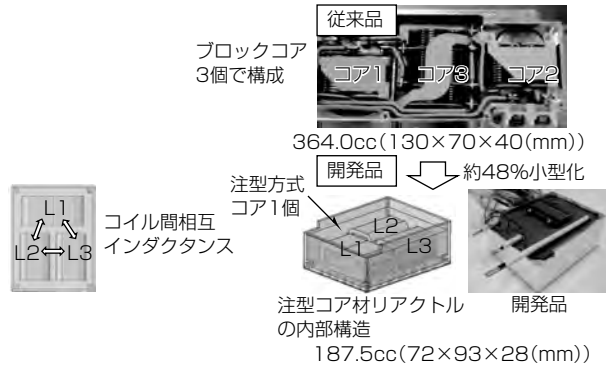 従来品
ブロックコア
3個で構成
コア1
コア3
コア2
364.0cc(130×70×40(mm))
開発品
約48%小型化
注型方式
コア1個
L2
L1
L3
L1
L2
L3
コイル間相互
インダクタンス
注型コア材リアクトル
の内部構造
開発品
187.5cc(72×93×28(mm))